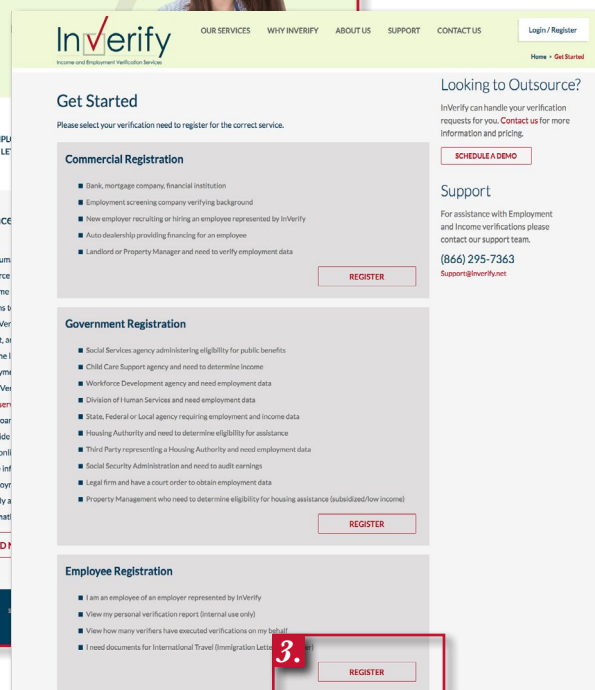 InVerify
Income and Employment Verification Services
OUR SERVICES WHY INVERIFY ABOUT US SUPPORT CONTACT US
Login / Register
Home > Get Started
Get Started
Please select your verification need to register for the correct service.
Commercial Registration
Bank, mortgage company, financial institution
Employment screening company verifying background
New employer recruiting or hiring an employee represented by InVerify
Auto dealership providing financing for an employee
Landlord or Property Manager and need to verify employment data
REGISTER
Government Registration
Social Services agency administering eligibility for public benefits
Child Care Support agency and need to determine income
Workforce Development agency and need employment data
Division of Human Services and need employment data
State, Federal or Local agency requiring employment and income data
Housing Authority and need to determine eligibility for assistance
Third Party representing a Housing Authority and need employment data
Social Security Administration and need to audit earnings
Legal firm and have a court order to obtain employment data
Property Management who need to determine eligibility for housing assistance (subsidized/low income)
REGISTER
Employee Registration
I am an employee of an employer represented by InVerify
View my personal verification report (internal use only)
View how many verifiers have executed verifications on my behalf
I need documents for International Travel (Immigration Lette
3.
REGISTER
Looking to Outsource?
InVerify can handle your verification
requests for you. Contact us for more
information and pricing.
SCHEDULE A DEMO
Support
For assistance with Employment
and Income verifications please
contact our support team.
(866) 295-7363
Support@inverify.net